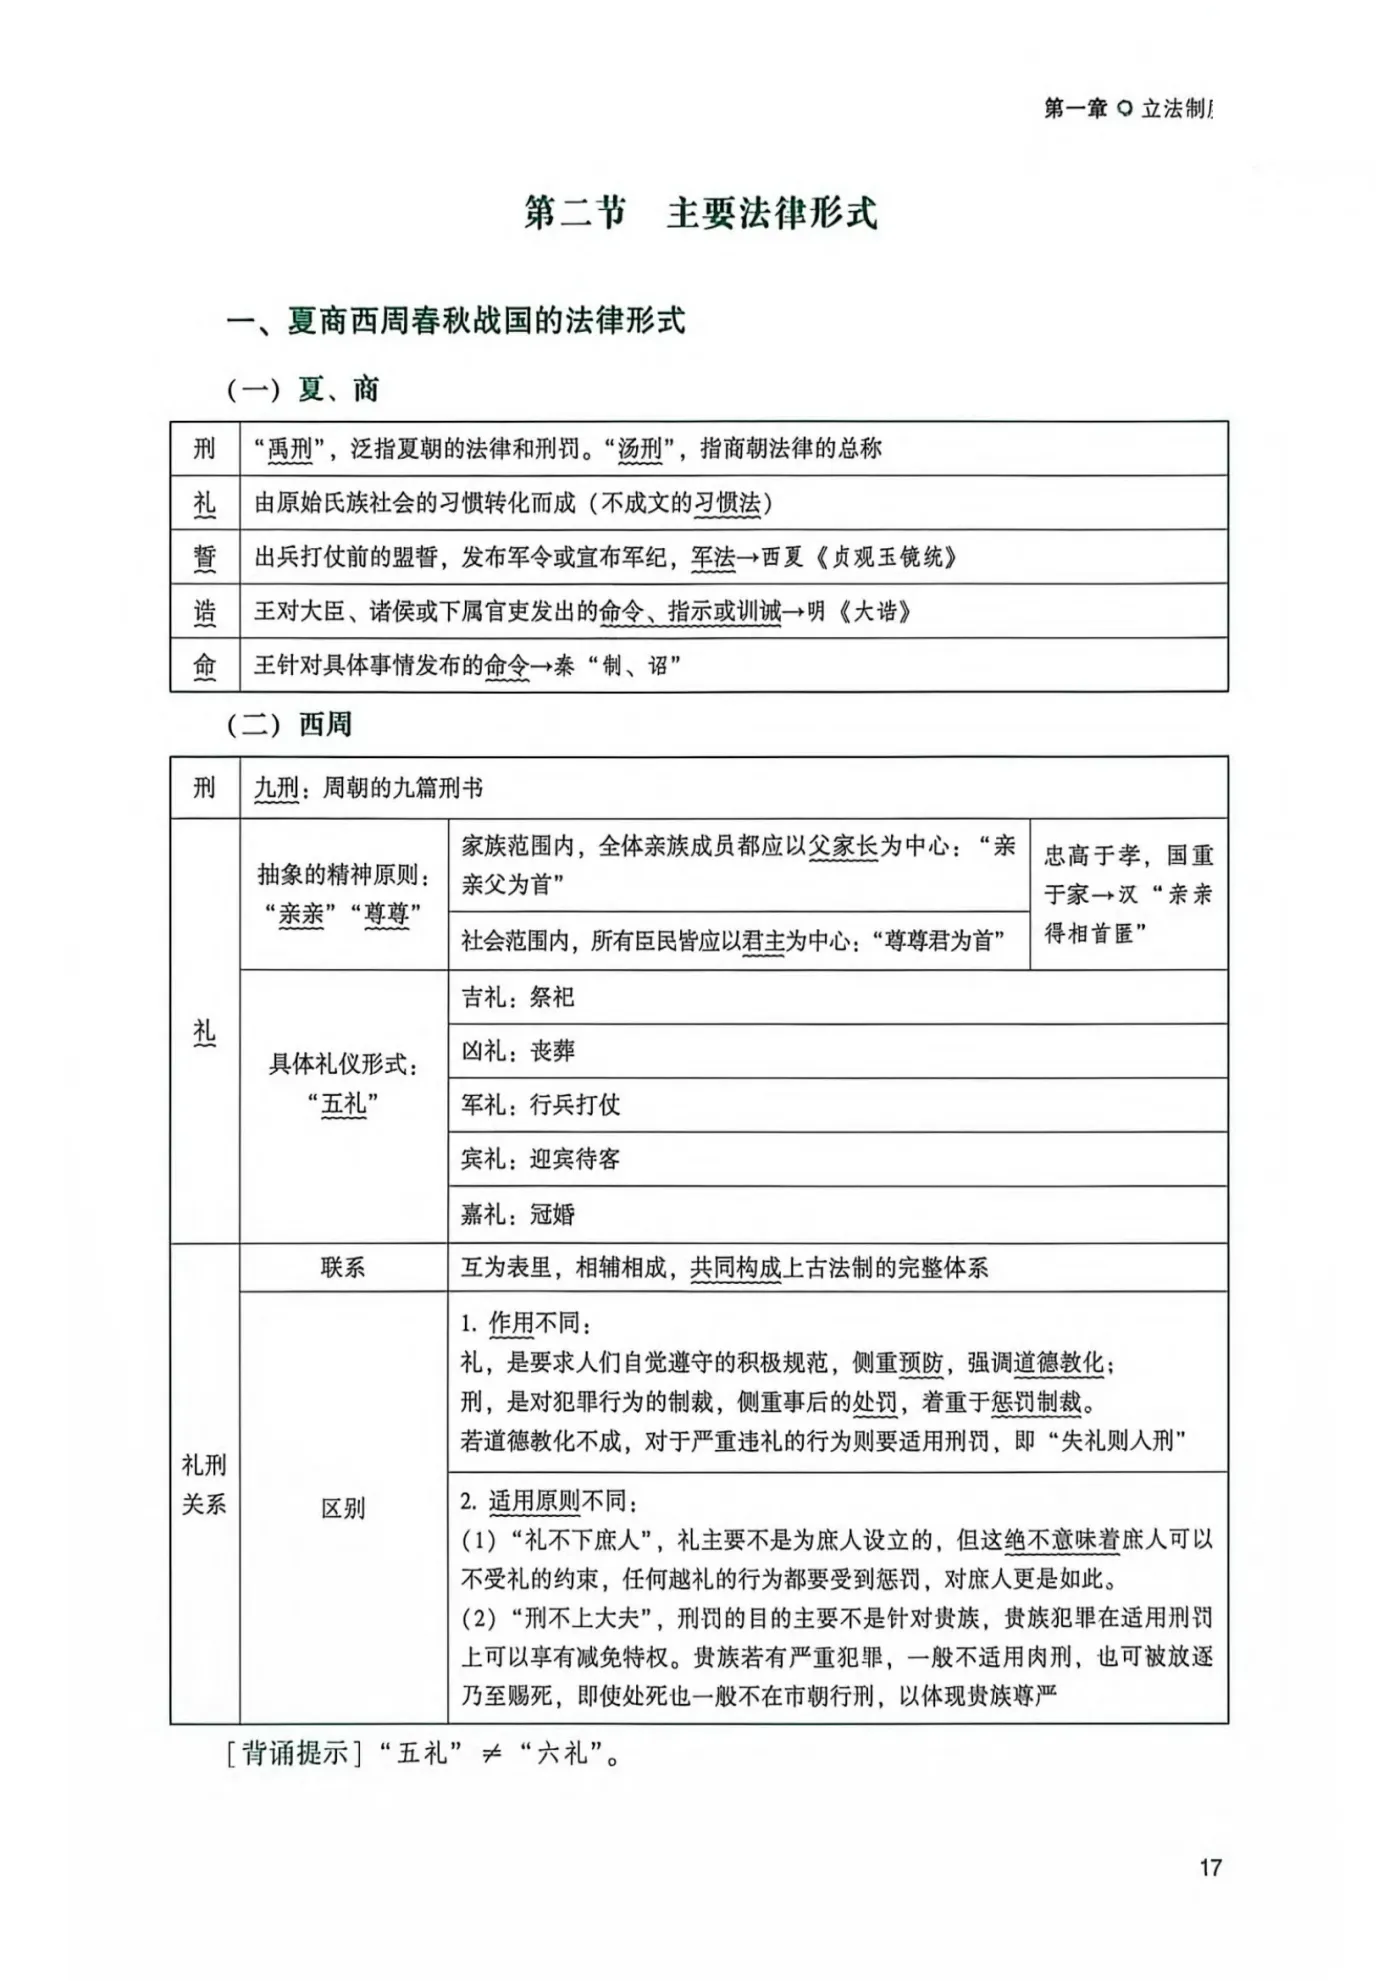 第一章 立法制度
第二节 主要法律形式
一、夏商西周春秋战国的法律形式
(一) 夏、商
刑 “禹刑”，泛指夏朝的法律和刑罚。“汤刑”，指商朝法律的总称
礼 由原始氏族社会的习惯转化而成（不成文的习惯法）
誓 出兵打仗前的盟誓，发布军令或宣布军纪，军法→西夏《贞观玉镜统》
诰 王对大臣、诸侯或下属官吏发出的命令、指示或训诫→明《大诰》
命 王针对具体事情发布的命令→秦“制、诏”
(二) 西周
刑 九刑：周朝的九篇刑书
礼
抽象的精神原则：
“亲亲”“尊尊”
家族范围内，全体亲族成员都应以父家长为中心：“亲
亲父为首”
社会范围内，所有臣民皆应以君主为中心：“尊尊君为首”
忠高于孝，国重
于家→汉“亲亲
得相首匿”
具体礼仪形式：
“五礼”
吉礼：祭祀
凶礼：丧葬
军礼：行兵打仗
宾礼：迎宾待客
嘉礼：冠婚
礼刑
关系
联系 互为表里，相辅相成，共同构成上古法制的完整体系
区别
1. 作用不同：
礼，是要求人们自觉遵守的积极规范，侧重预防，强调道德教化；
刑，是对犯罪行为的制裁，侧重事后的处罚，着重于惩罚制裁。
若道德教化不成，对于严重违礼的行为则要适用刑罚，即“失礼则入刑”
2. 适用原则不同：
(1)“礼不下庶人”，礼主要不是为庶人设立的，但这绝不意味着庶人可以
不受礼的约束，任何越礼的行为都要受到惩罚，对庶人更是如此。
(2)“刑不上大夫”，刑罚的目的主要不是针对贵族，贵族犯罪在适用刑罚
上可以享有减免特权。贵族若有严重犯罪，一般不适用肉刑，也可被放逐
乃至赐死，即使处死也一般不在市朝行刑，以体现贵族尊严
[背诵提示]“五礼”≠“六礼”。
17